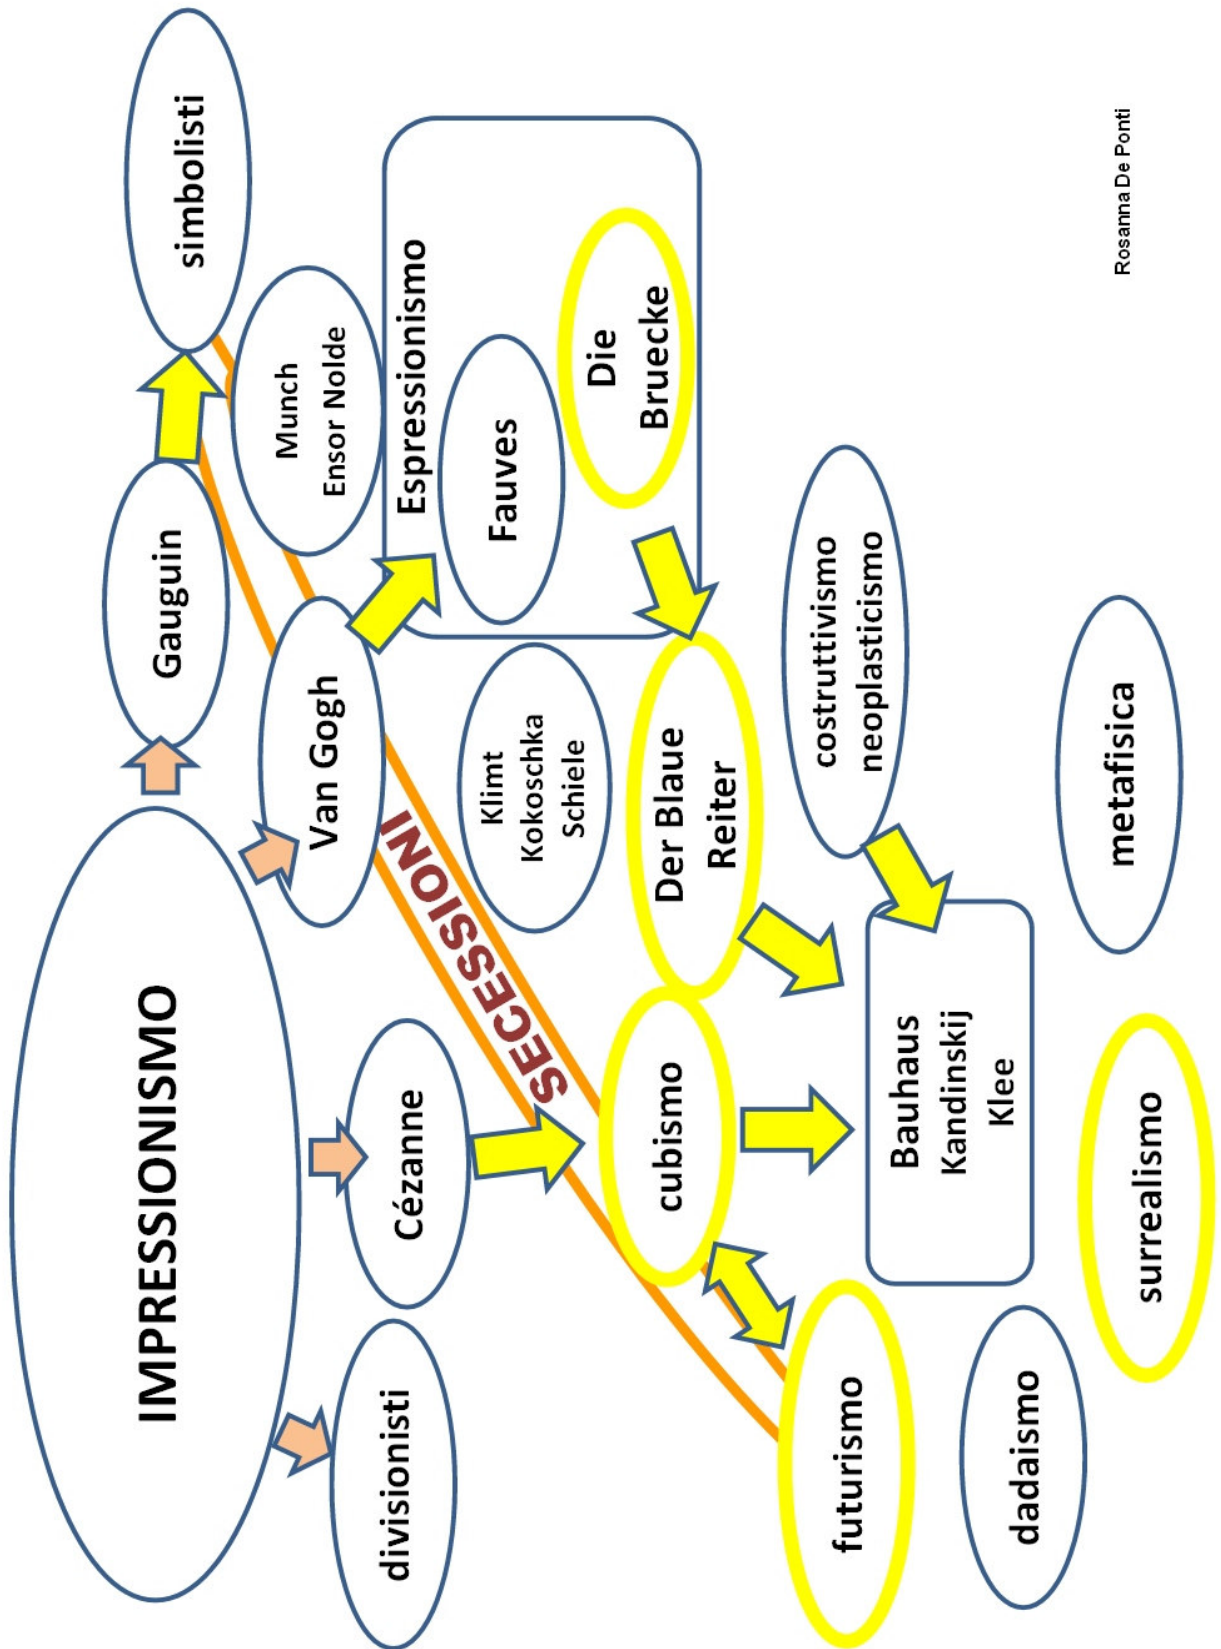 IMPRESSIONISMO
divisionisti
Cézanne
Van Gogh
Gauguin
simbolisti
Munch
Ensor Nolde
SECESSIONI
Espressionismo
Fauves
Die
Bruecke
Klimt
Kokoschka
Schiele
cubismo
Der Blaue
Reiter
futurismo
costruttivismo
neoplasticismo
Bauhaus
Kandinskij
Klee
dadaismo
surrealismo
metafisica
Rosanna De Ponti